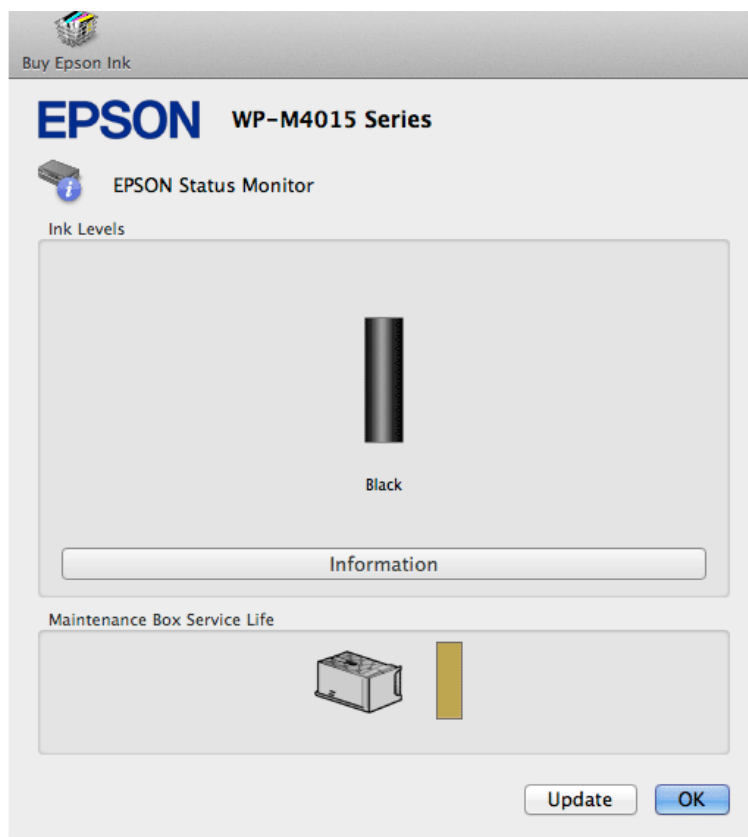 Buy Epson Ink
EPSON WP-M4015 Series
EPSON Status Monitor
Ink Levels
Black
Information
Maintenance Box Service Life
Update OK